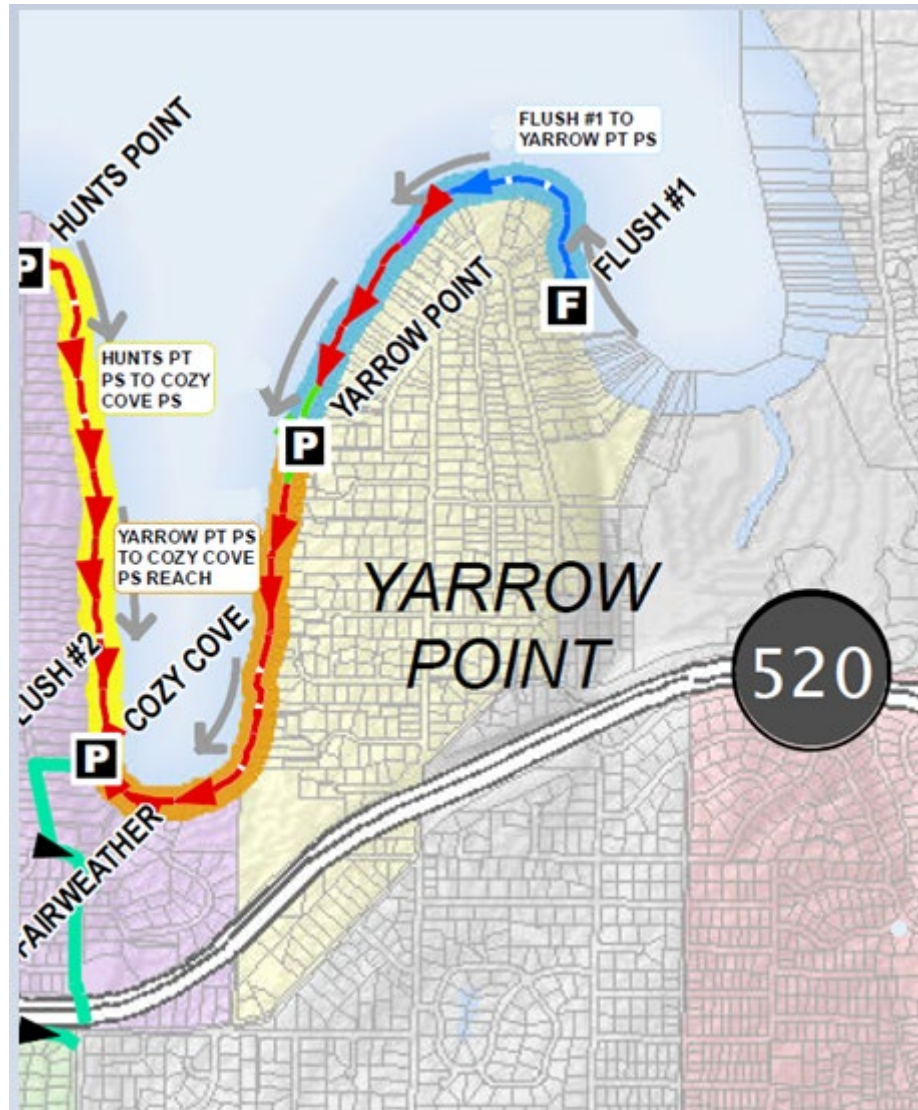 FLUSH #1 TO
YARROW PT PS
HUNTS POINT
FLUSH #1
P
F
YARROW POINT
HUNTS PT
PS TO COZY
COVE PS
P
YARROW PT PS
TO COZY COVE
PS REACH
YARROW
POINT
520
LUSH #2
COZY COVE
P
FAIRWEATHER